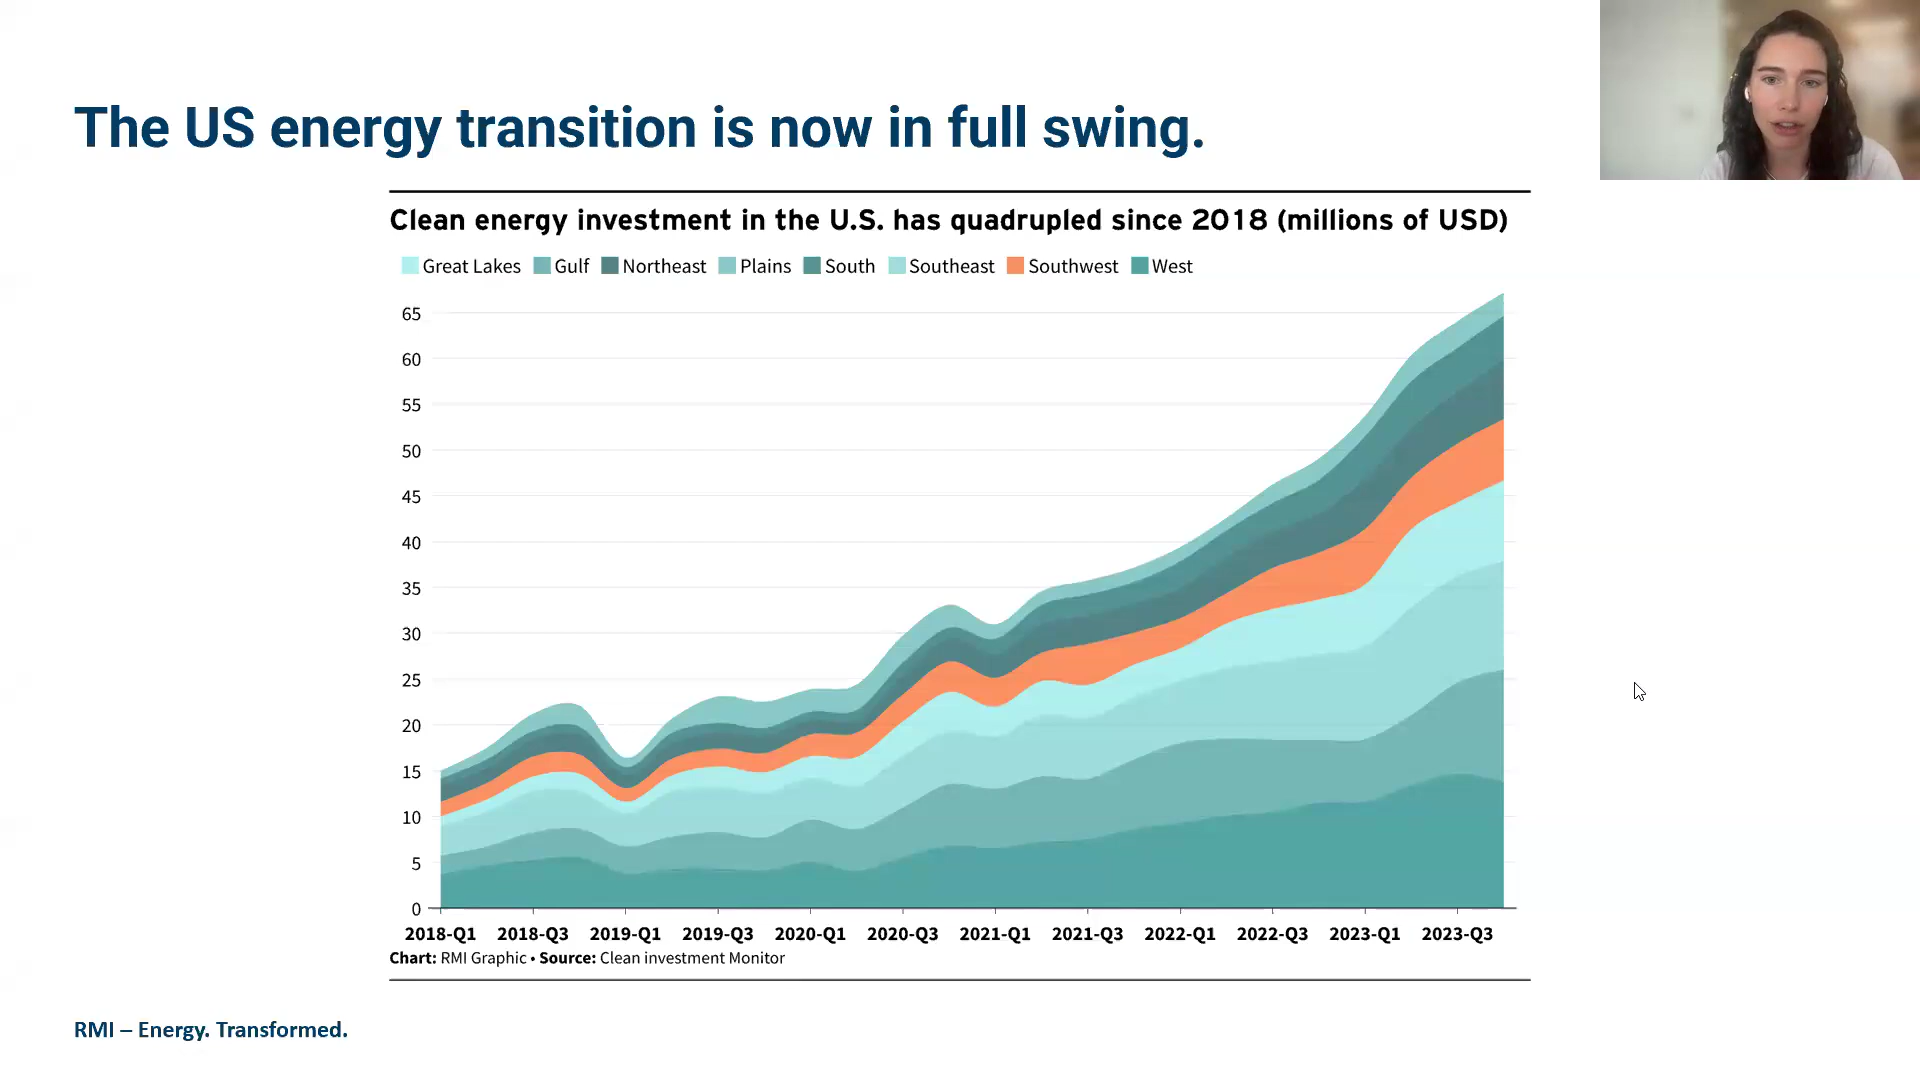 The US energy transition is now in full swing.
Clean energy investment in the U.S. has quadrupled since 2018 (millions of USD)
Great Lakes Gulf Northeast Plains South Southeast Southwest West
65
60
55
50
45
40
35
30
25
20
15
10
5
0
2018-Q1 2018-Q3 2019-Q1 2019-Q3 2020-Q1 2020-Q3 2021-Q1 2021-Q3 2022-Q1 2022-Q3 2023-Q1 2023-Q3
Chart: RMI Graphic • Source: Clean investment Monitor
RMI – Energy. Transformed.